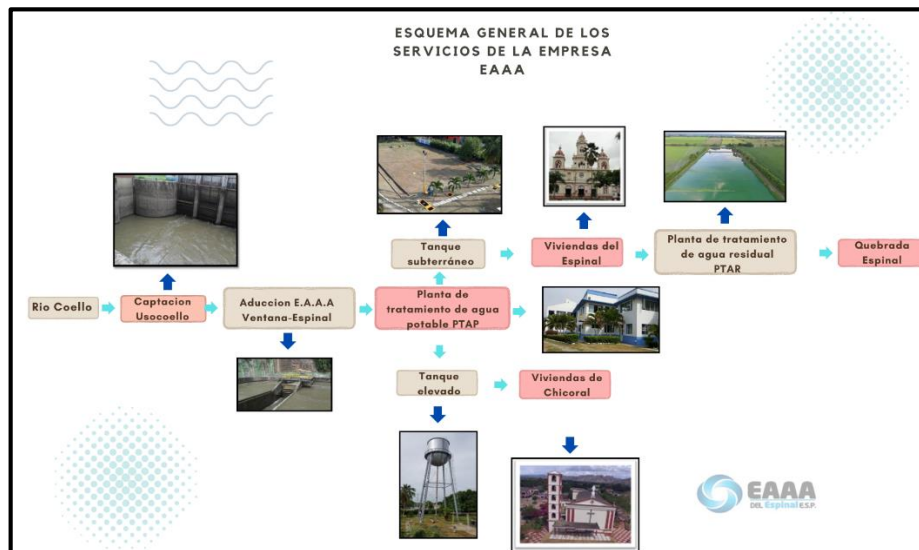 ESQUEMA GENERAL DE LOS
SERVICIOS DE LA EMPRESA
EAAA
Tanque
subterráneo
Viviendas del
Espinal
Planta de tratamiento
de agua residual
PTAR
Quebrada
Espinal
Rio Coello
Captacion
Usocoello
Aduccion E.A.A.A
Ventana-Espinal
Planta de
tratamiento de agua
potable PTAP
Tanque
elevado
Viviendas de
Chicoral
EAAA
DEL Espinal E.S.P.